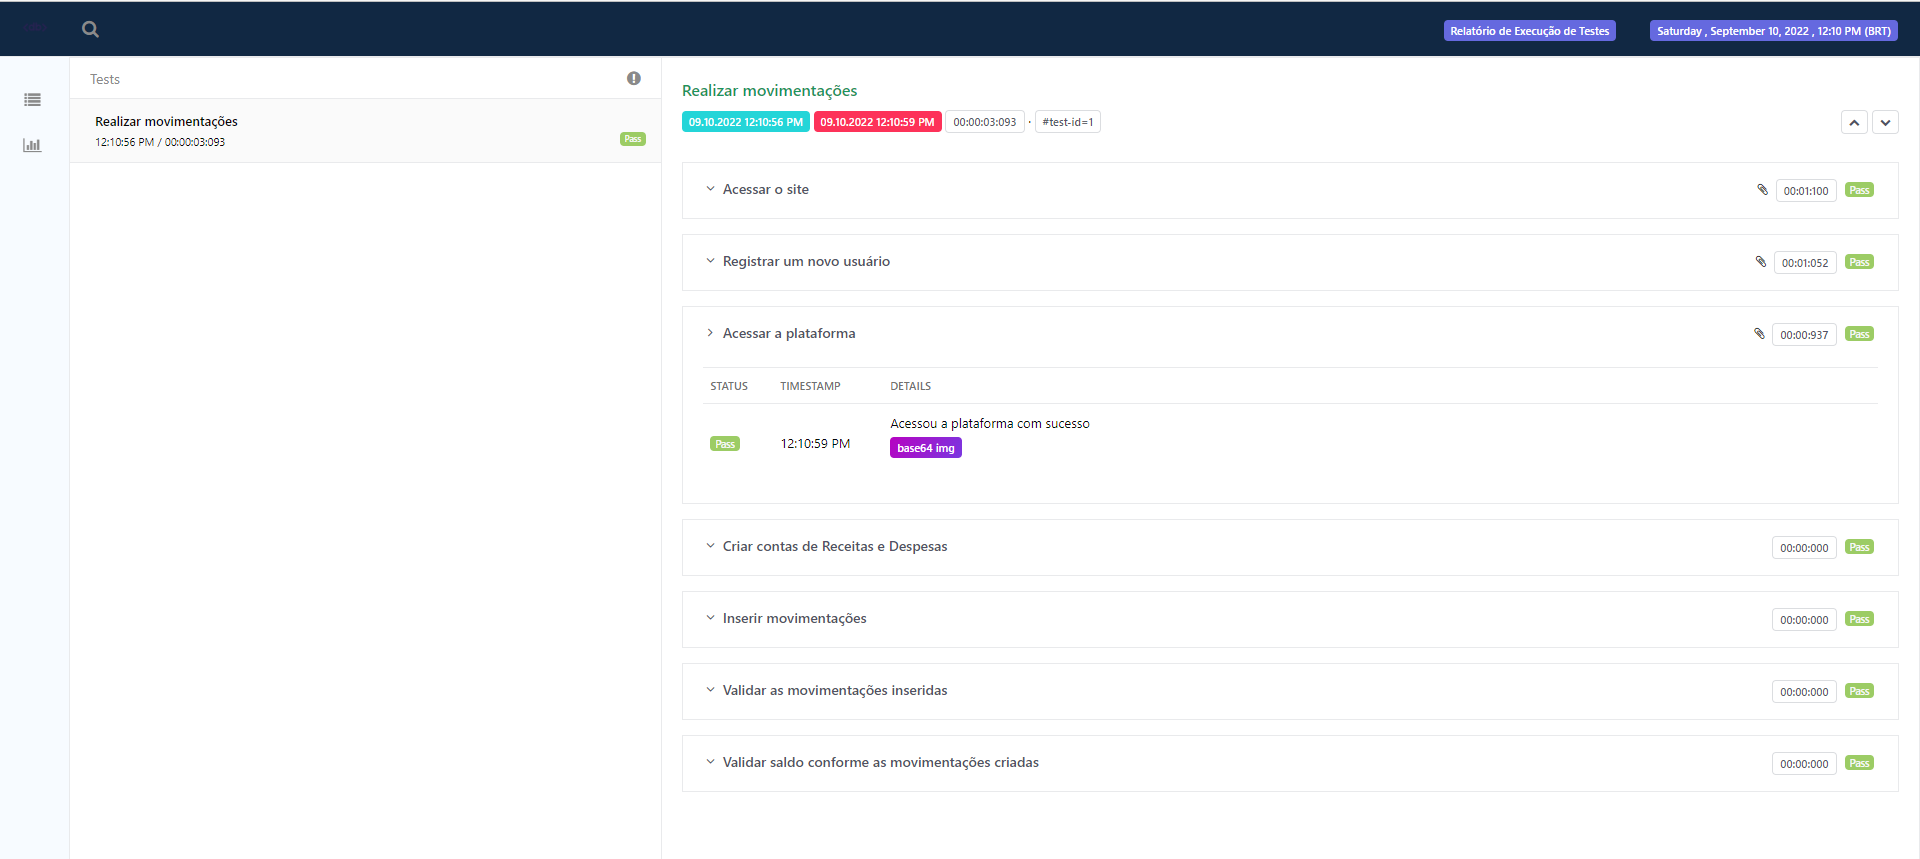 Relatório de Execução de Testes
Saturday , September 10, 2022 , 12:10 PM (BRT)
Tests
Realizar movimentações
12:10:56 PM / 00:00:03:093
Pass
Realizar movimentações
09.10.2022 12:10:56 PM 09.10.2022 12:10:59 PM 00:00:03:093 · #test-id=1
Acessar o site 00:01:100 Pass
Registrar um novo usuário 00:01:052 Pass
Acessar a plataforma 00:00:937 Pass
STATUS TIMESTAMP DETAILS
Acessou a plataforma com sucesso
Pass 12:10:59 PM
base64 img
Criar contas de Receitas e Despesas 00:00:000 Pass
Inserir movimentações 00:00:000 Pass
Validar as movimentações inseridas 00:00:000 Pass
Validar saldo conforme as movimentações criadas 00:00:000 Pass